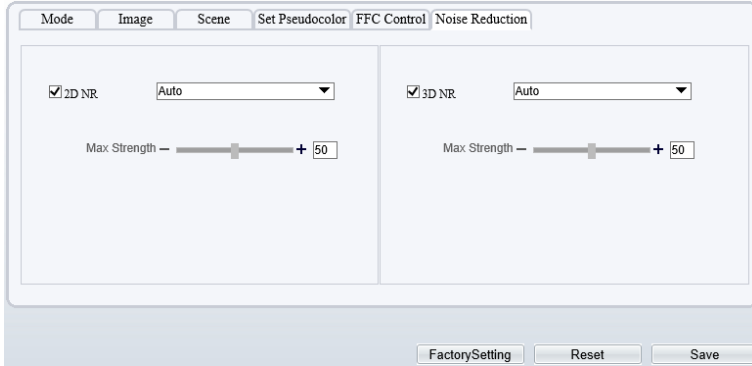 Mode Image Scene Set Pseudocolor FFC Control Noise Reduction
2D NR Auto 3D NR Auto
Max Strength − + 50 Max Strength − + 50
FactorySetting Reset Save